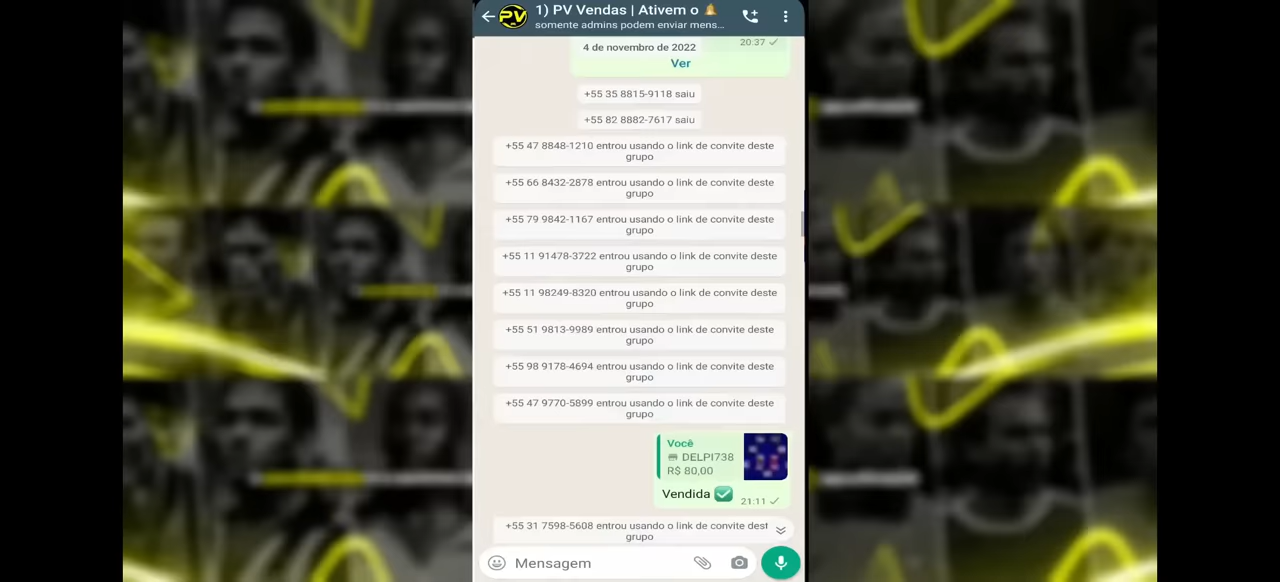 PV
1) PV Vendas | Ativem o 🔔
somente admins podem enviar mens...
20:37
4 de novembro de 2022
Ver
+55 35 8815-9118 saiu
+55 82 8882-7617 saiu
+55 47 8848-1210 entrou usando o link de convite deste
grupo
+55 66 8432-2878 entrou usando o link de convite deste
grupo
+55 79 9842-1167 entrou usando o link de convite deste
grupo
+55 11 91478-3722 entrou usando o link de convite deste
grupo
+55 11 98249-8320 entrou usando o link de convite deste
grupo
+55 51 9813-9989 entrou usando o link de convite deste
grupo
+55 98 9178-4694 entrou usando o link de convite deste
grupo
+55 47 9770-5899 entrou usando o link de convite deste
grupo
Você
DELPI738
R$ 80,00
Vendida ✅
21:11
+55 31 7598-5608 entrou usando o link de convite dest
grupo
Mensagem